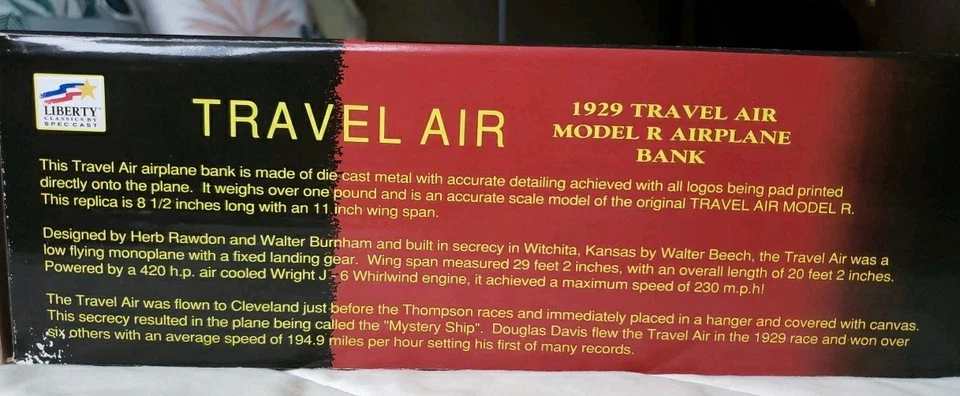 LIBERTY
CLASSICS BY
SPEC CAST
TRAVEL AIR
1929 TRAVEL AIR
MODEL R AIRPLANE
BANK
This Travel Air airplane bank is made of die cast metal with accurate detailing achieved with all logos being pad printed
directly onto the plane. It weighs over one pound and is an accurate scale model of the original TRAVEL AIR MODEL R.
This replica is 8 1/2 inches long with an 11 inch wing span.
Designed by Herb Rawdon and Walter Burnham and built in secrecy in Witchita, Kansas by Walter Beech, the Travel Air was a
low flying monoplane with a fixed landing gear. Wing span measured 29 feet 2 inches, with an overall length of 20 feet 2 inches.
Powered by a 420 h.p. air cooled Wright J - 6 Whirlwind engine, it achieved a maximum speed of 230 m.p.h!
The Travel Air was flown to Cleveland just before the Thompson races and immediately placed in a hanger and covered with canvas.
This secrecy resulted in the plane being called the "Mystery Ship". Douglas Davis flew the Travel Air in the 1929 race and won over
six others with an average speed of 194.9 miles per hour setting his first of many records.